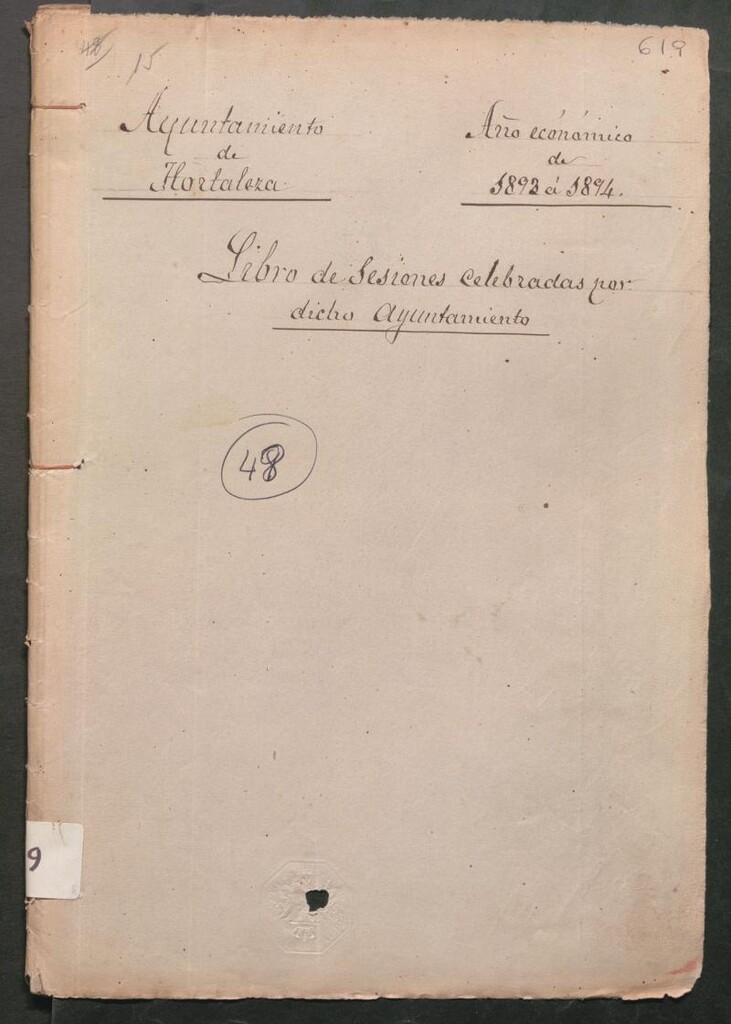 15
619
Ayuntamiento
de
Hortaleza
Año económico
de
1893 á 1894.
Libro de Sesiones celebradas por
dicho Ayuntamiento
48
9